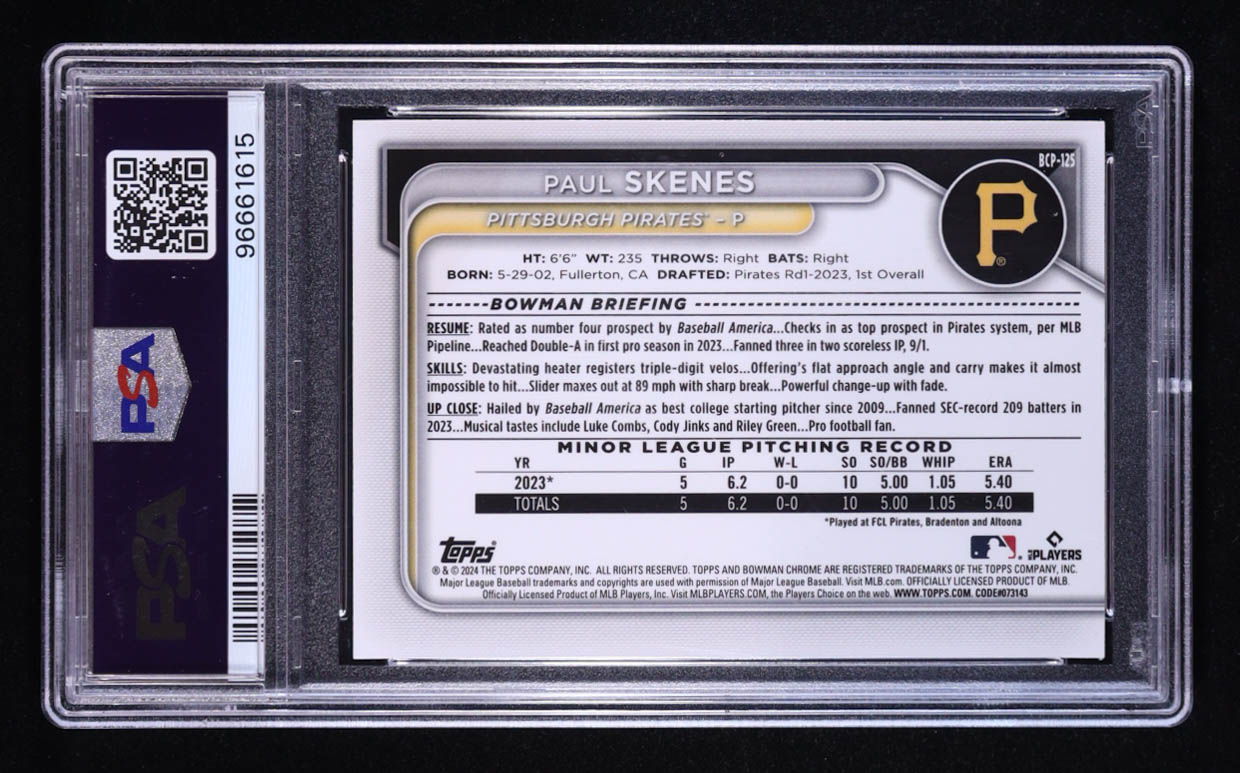 96661615
PSA
PSA
PSA
BCP-125
PAUL SKENES
PITTSBURGH PIRATES™ – P
P®
HT: 6'6" WT: 235 THROWS: Right BATS: Right
BORN: 5-29-02, Fullerton, CA DRAFTED: Pirates Rd1-2023, 1st Overall
-------BOWMAN BRIEFING -------
RESUME: Rated as number four prospect by Baseball America...Checks in as top prospect in Pirates system, per MLB
Pipeline...Reached Double-A in first pro season in 2023...Fanned three in two scoreless IP, 9/1.
SKILLS: Devastating heater registers triple-digit velos...Offering's flat approach angle and carry makes it almost
impossible to hit...Slider maxes out at 89 mph with sharp break...Powerful change-up with fade.
UP CLOSE: Hailed by Baseball America as best college starting pitcher since 2009...Fanned SEC-record 209 batters in
2023...Musical tastes include Luke Combs, Cody Jinks and Riley Green...Pro football fan.
MINOR LEAGUE PITCHING RECORD
YR G IP W-L SO SO/BB WHIP ERA
2023* 5 6.2 0-0 10 5.00 1.05 5.40
TOTALS 5 6.2 0-0 10 5.00 1.05 5.40
*Played at FCL Pirates, Bradenton and Altoona
Topps®
MLB PLAYERS
® & © 2024 THE TOPPS COMPANY, INC. ALL RIGHTS RESERVED. TOPPS AND BOWMAN CHROME ARE REGISTERED TRADEMARKS OF THE TOPPS COMPANY, INC.
Major League Baseball trademarks and copyrights are used with permission of Major League Baseball. Visit MLB.com. OFFICIALLY LICENSED PRODUCT OF MLB.
Officially Licensed Product of MLB Players, Inc. Visit MLBPLAYERS.COM, the Players Choice on the web. WWW.TOPPS.COM. CODE#073143